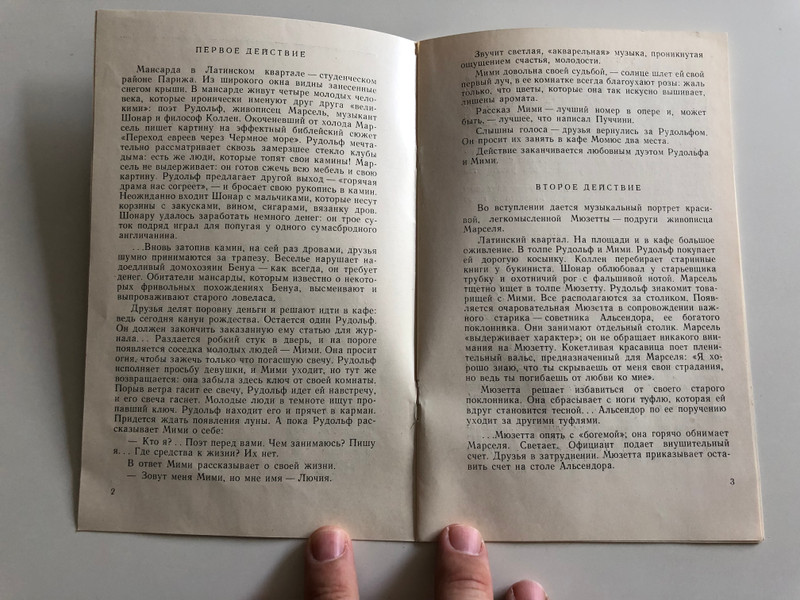 ПЕРВОЕ ДЕЙСТВИЕ
Мансарда в Латинском квартале — студенческом
районе Парижа. Из широкого окна видны занесенные
снегом крыши. В мансарде живут четыре молодых чело-
века, которые иронически именуют друг друга «вели-
кими»: поэт Рудольф, живописец Марсель, музыкант
Шонар и философ Коллен. Окоченевший от холода Мар-
сель пишет картину на эффектный библейский сюжет
«Переход евреев через Чермное море». Рудольф мечта-
тельно рассматривает сквозь замерзшее стекло клубы
дыма: есть же люди, которые топят свои камины! Мар-
сель не выдерживает: он готов сжечь всю мебель и свою
картину. Рудольф предлагает другой выход — «горячая
драма нас согреет», — и бросает свою рукопись в камин.
Неожиданно входит Шонар с мальчиками, которые несут
корзины с закусками, вином, сигарами, вязанку дров.
Шонару удалось заработать немного денег: он трое су-
ток подряд играл для попугая у одного сумасбродного
англичанина.
...Вновь затопив камин, на сей раз дровами, друзья
шумно принимаются за трапезу. Веселье нарушает на-
доедливый домохозяин Бенуа — как всегда, он требует
денег. Обитатели мансарды, которым известно о некото-
рых фривольных похождениях Бенуа, высмеивают и
выпроваживают старого ловеласа.
Друзья делят поровну деньги и решают идти в кафе:
ведь сегодня канун рождества. Остается один Рудольф.
Он должен закончить заказанную ему статью для жур-
нала... Раздается робкий стук в дверь, и на пороге
появляется соседка молодых людей — Мими. Она просит
огня, чтобы зажечь только что погасшую свечу. Рудольф
исполняет просьбу девушки, и Мими уходит, но тут же
возвращается: она забыла здесь ключ от своей комнаты.
Порыв ветра гасит ее свечу, Рудольф идет ей навстречу,
и его свеча гаснет. Молодые люди в темноте ищут про-
павший ключ. Рудольф находит его и прячет в карман.
Придется ждать появления луны. А пока Рудольф рас-
сказывает Мими о себе:
— Кто я?.. Поэт перед вами. Чем занимаюсь? Пишу
я... Где средства к жизни? Их нет.
В ответ Мими рассказывает о своей жизни.
— Зовут меня Мими, но мне имя — Лючия.
2
Звучит светлая, «акварельная» музыка, проникнутая
ощущением счастья, молодости.
Мими довольна своей судьбой, — солнце шлет ей свой
первый луч, в ее комнатке всегда благоухают розы: жаль
только, что цветы, которые она так искусно вышивает,
лишены аромата.
Рассказ Мими — лучший номер в опере и, может
быть, — лучшее, что написал Пуччини.
Слышны голоса — друзья вернулись за Рудольфом.
Он просит их занять в кафе Момюс два места.
Действие заканчивается любовным дуэтом Рудольфа
и Мими.
ВТОРОЕ ДЕЙСТВИЕ
Во вступлении дается музыкальный портрет краси-
вой, легкомысленной Мюзетты — подруги живописца
Марселя.
Латинский квартал. На площади и в кафе большое
оживление. В толпе Рудольф и Мими. Рудольф покупает
ей дорогую косынку. Коллен перебирает старинные
книги у букиниста. Шонар облюбовал у старьевщика
трубку и охотничий рог с фальшивой нотой. Марсель
тщетно ищет в толпе Мюзетту. Рудольф знакомит това-
рищей с Мими. Все располагаются за столиком. Появ-
ляется очаровательная Мюзетта в сопровождении важ-
ного старика — советника Альсендора, ее богатого
поклонника. Они занимают отдельный столик. Марсель
«выдерживает характер»; он не обращает никакого внима-
ния на Мюзетту. Кокетливая красавица поет плени-
тельный вальс, предназначенный для Марселя: «Я хо-
рошо знаю, что ты скрываешь от меня свои страдания,
но ведь ты погибаешь от любви ко мне».
Мюзетта решает избавиться от своего старого
поклонника. Она сбрасывает с ноги туфлю, которая ей
вдруг становится тесной... Альсендор по ее поручению
уходит за другими туфлями.
...Мюзетта опять с «богемой»; она горячо обнимает
Марселя. Светает. Официант подает внушительный
счет. Друзья в затруднении. Мюзетта приказывает оста-
вить счет на столе Альсендора.
3